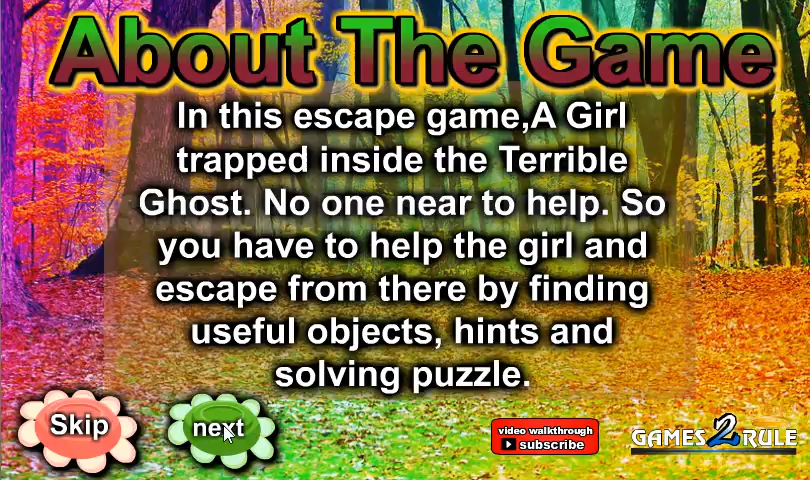 About The Game
In this escape game,A Girl
trapped inside the Terrible
Ghost. No one near to help. So
you have to help the girl and
escape from there by finding
useful objects, hints and
solving puzzle.
Skip
next
video walkthrough
subscribe
GAMES2RULE